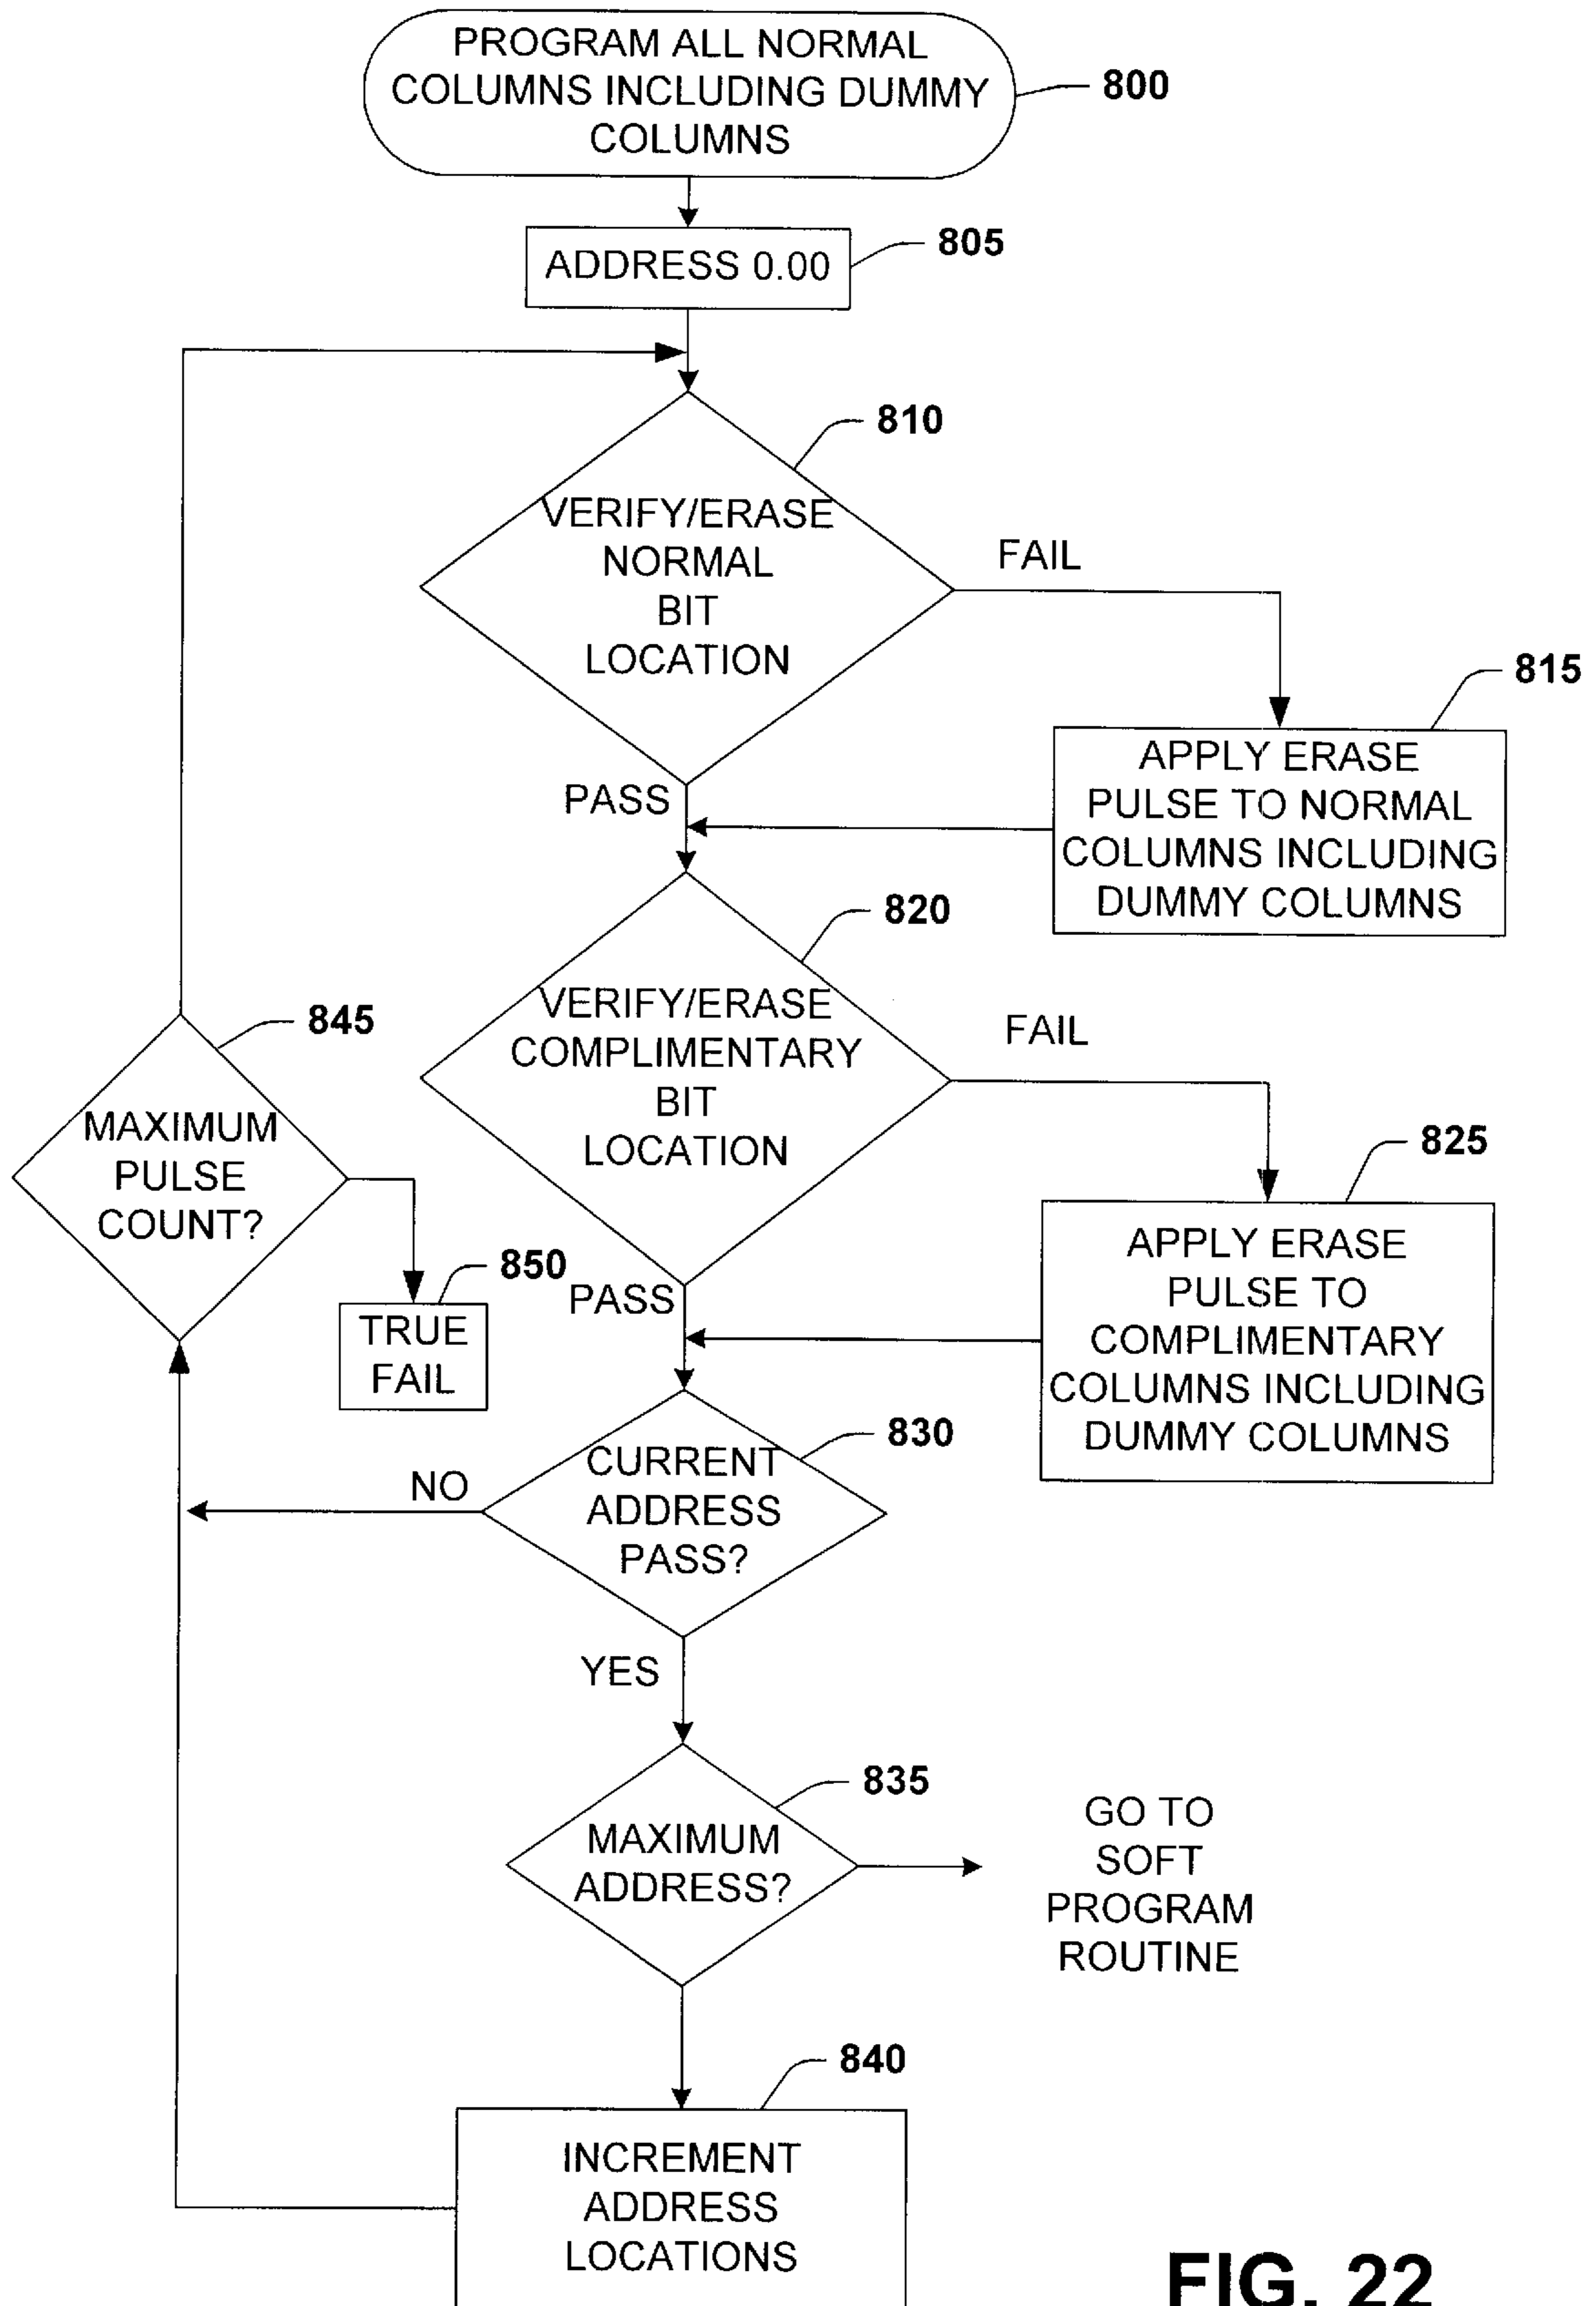 PROGRAM ALL NORMAL
COLUMNS INCLUDING DUMMY
COLUMNS
800
ADDRESS 0.00
805
VERIFY/ERASE
NORMAL
BIT
LOCATION
810
FAIL
PASS
APPLY ERASE
PULSE TO NORMAL
COLUMNS INCLUDING
DUMMY COLUMNS
815
VERIFY/ERASE
COMPLIMENTARY
BIT
LOCATION
820
FAIL
PASS
APPLY ERASE
PULSE TO
COMPLIMENTARY
COLUMNS INCLUDING
DUMMY COLUMNS
825
MAXIMUM
PULSE
COUNT?
845
TRUE
FAIL
850
CURRENT
ADDRESS
PASS?
830
NO
YES
MAXIMUM
ADDRESS?
835
GO TO
SOFT
PROGRAM
ROUTINE
INCREMENT
ADDRESS
LOCATIONS
840
FIG. 22